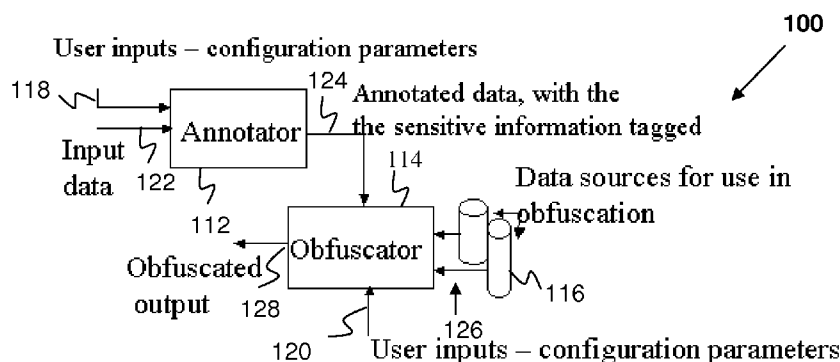 100
User inputs – configuration parameters
118
124
Annotated data, with the
the sensitive information tagged
Annotator
Input
data
122
112
114
Data sources for use in
obfuscation
Obfuscator
Obfuscated
output
128
126
116
120
User inputs – configuration parameters